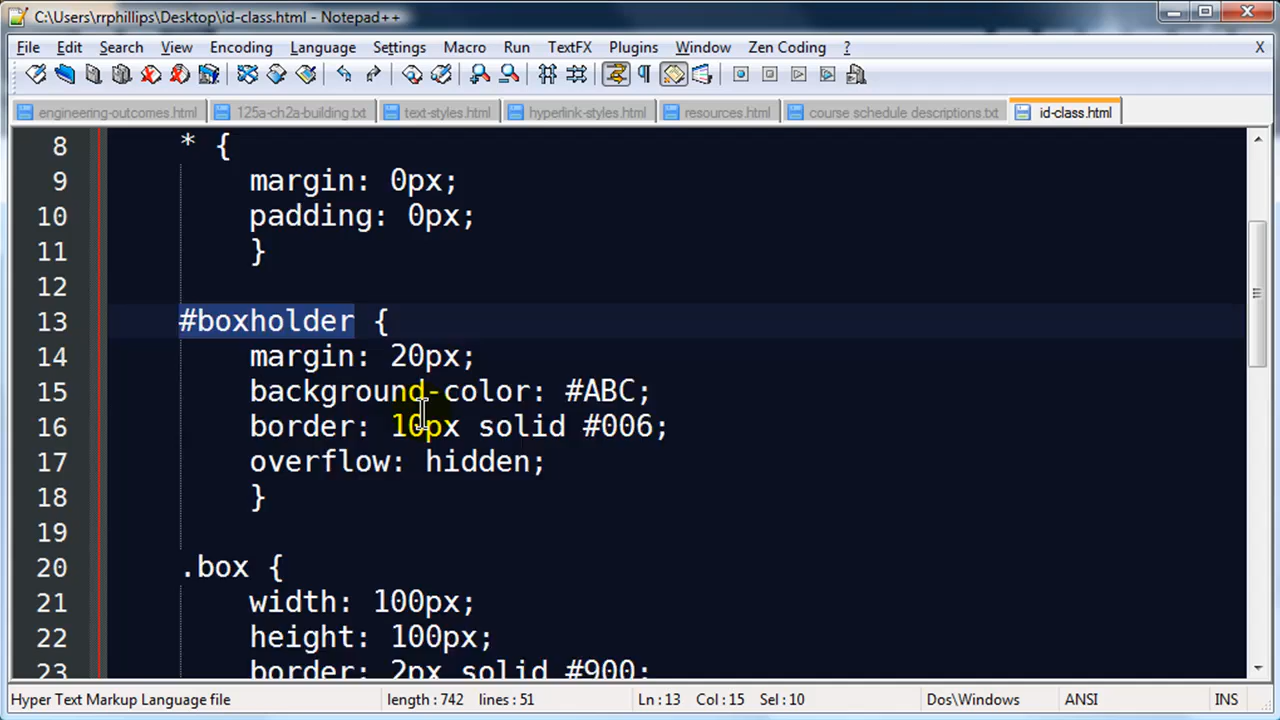 C:\Users\rrphillips\Desktop\id-class.html - Notepad++
File Edit Search View Encoding Language Settings Macro Run TextFX Plugins Window Zen Coding ? X
engineering-outcomes.html 125a-ch2a-building.txt text-styles.html hyperlink-styles.html resources.html course schedule descriptions.txt id-class.html
8 * {
9 margin: 0px;
10 padding: 0px;
11 }
12
13 #boxholder {
14 margin: 20px;
15 background-color: #ABC;
16 border: 10px solid #006;
17 overflow: hidden;
18 }
19
20 .box {
21 width: 100px;
22 height: 100px;
23 border: 2px solid #900;
Hyper Text Markup Language file length : 742 lines : 51 Ln : 13 Col : 15 Sel : 10 Dos\Windows ANSI INS